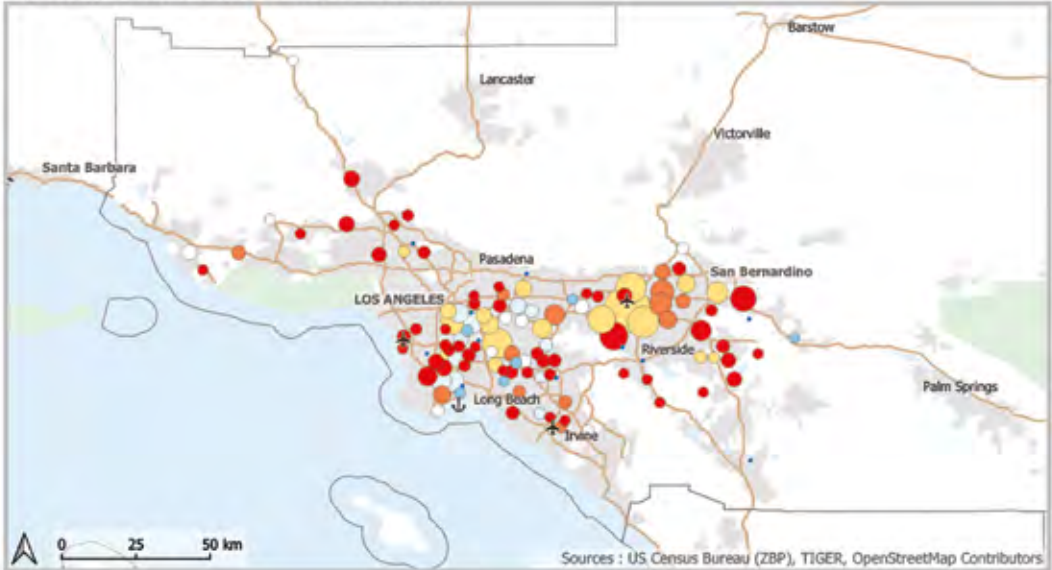 Barstow
Lancaster
Victorville
Santa Barbara
Pasadena
San Bernardino
LOS ANGELES
Riverside
Palm Springs
Long Beach
Irvine
0 25 50 km
Sources : US Census Bureau (ZBP), TIGER, OpenStreetMap Contributors